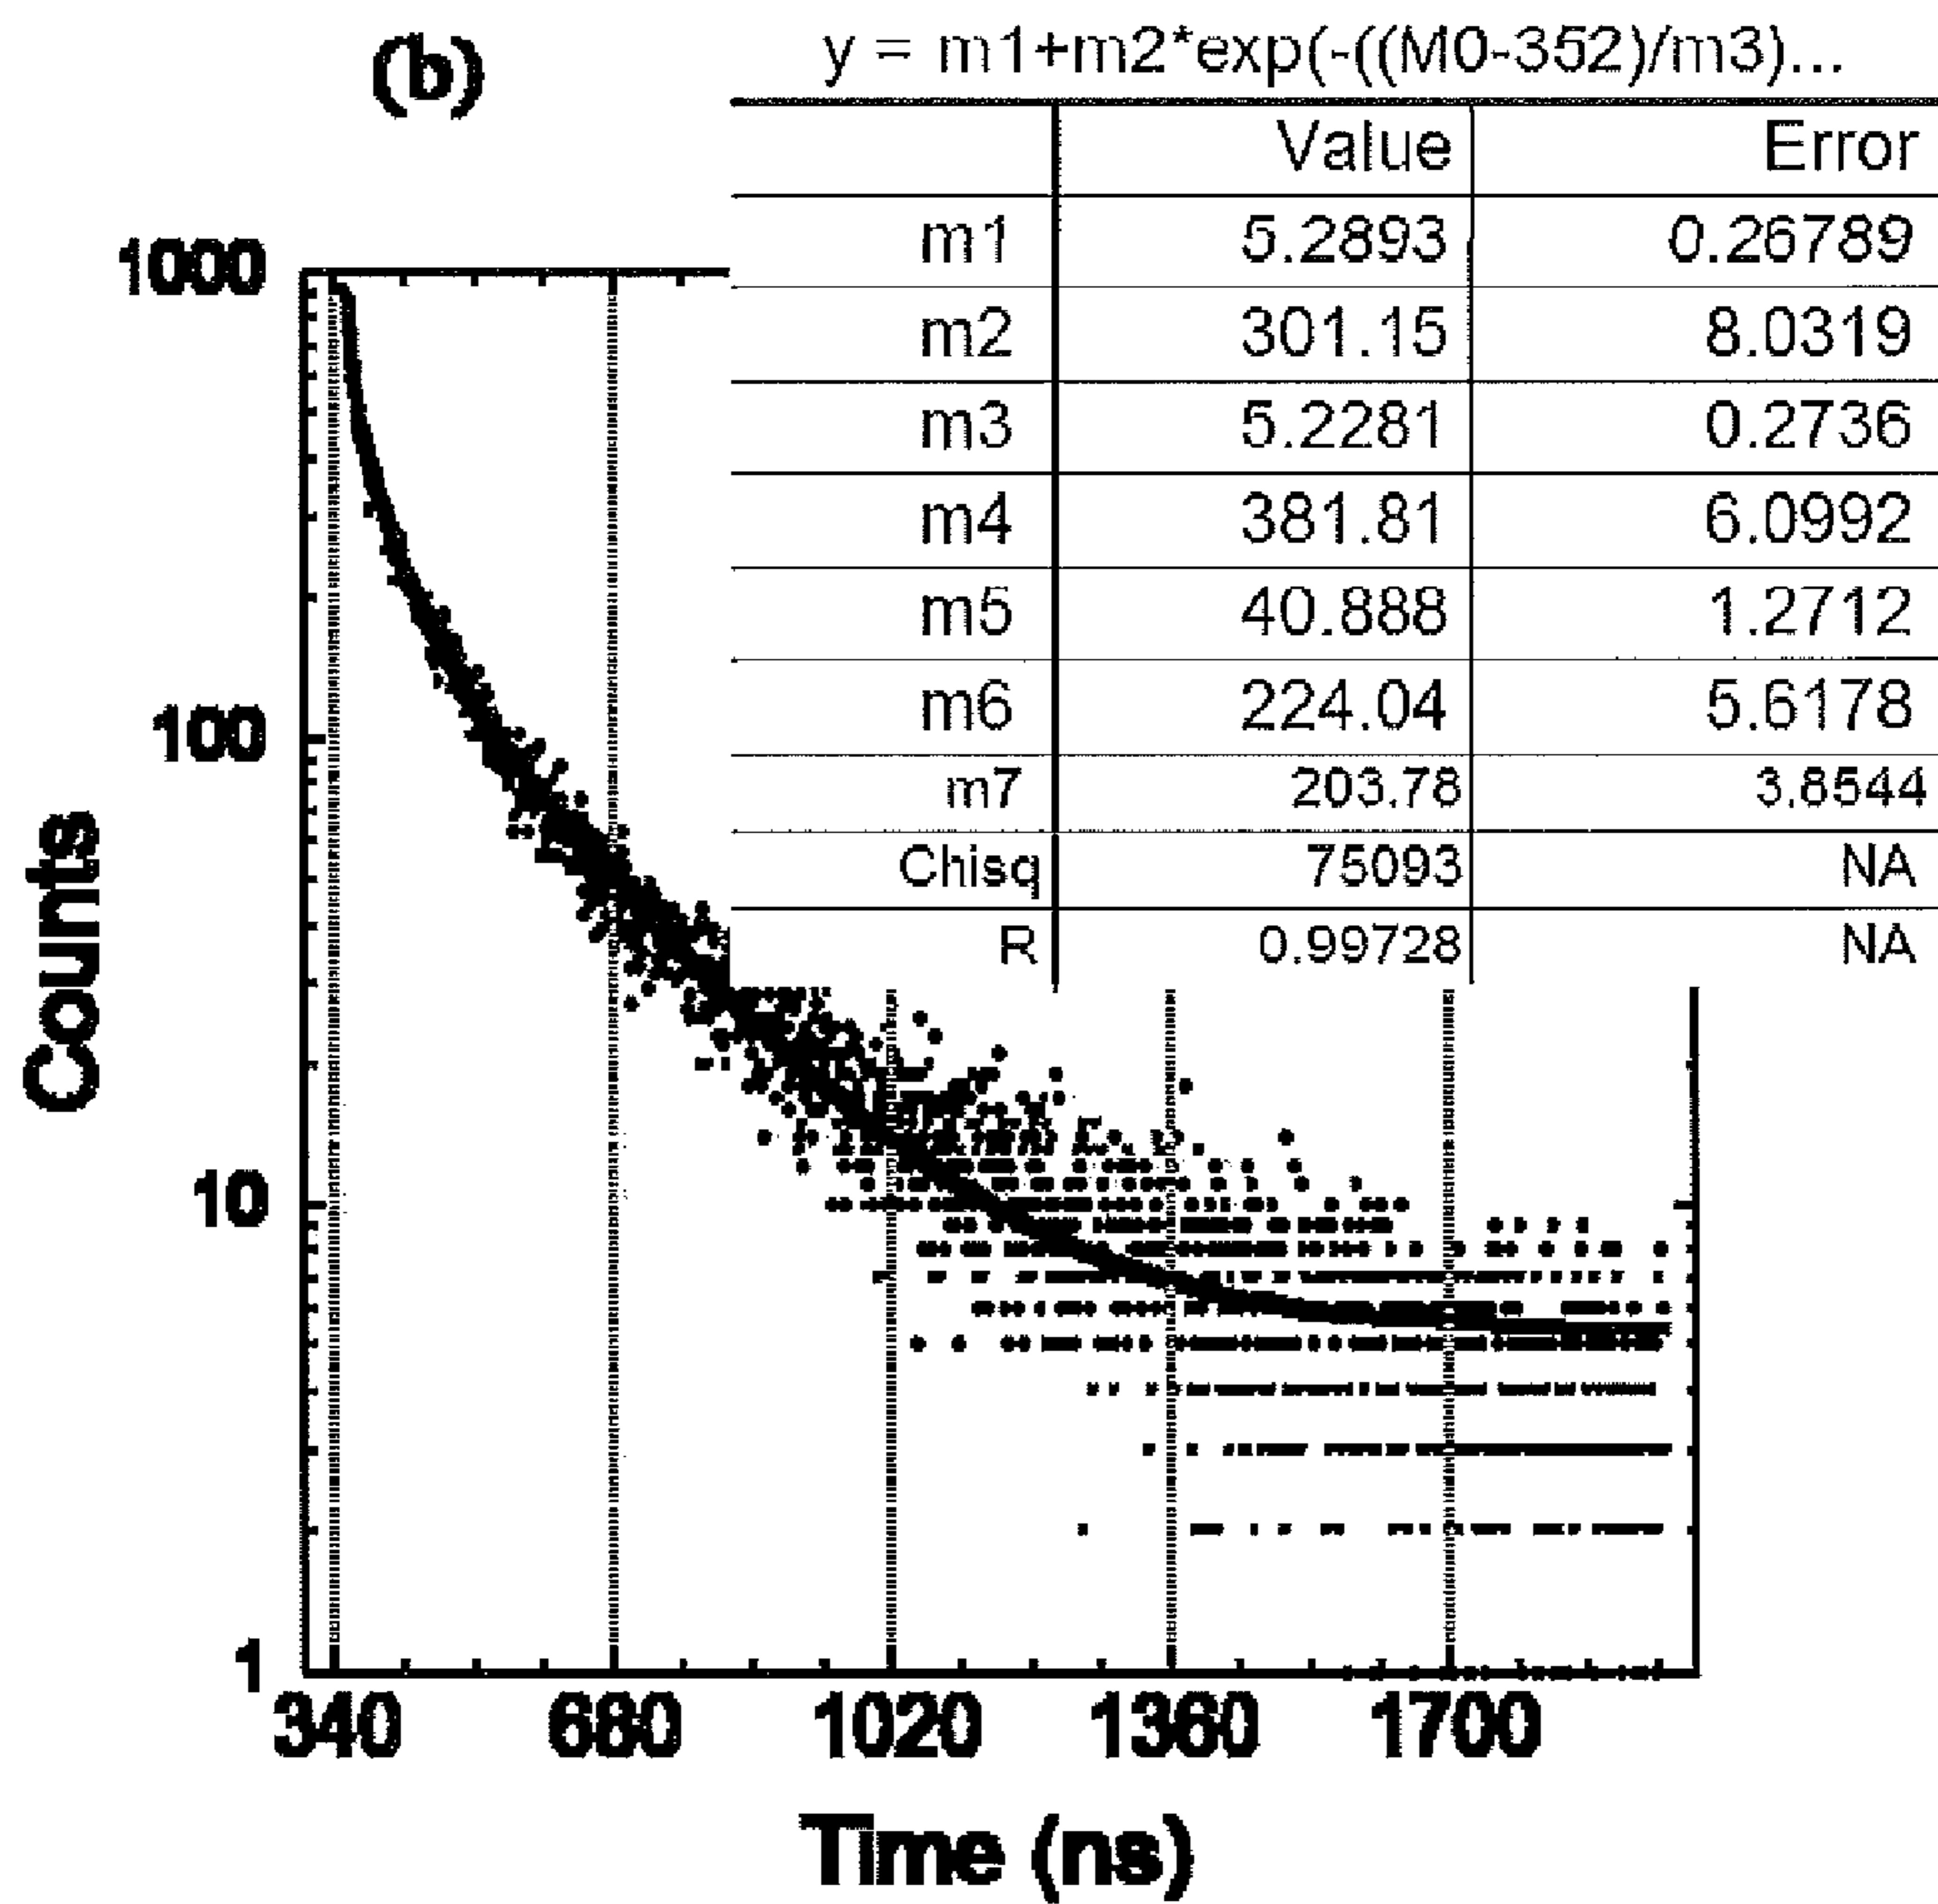 (b)
y = m1+m2*exp(-((M0-352)/m3)...
Value Error
m1 5.2893 0.26789
m2 301.15 8.0319
m3 5.2281 0.2736
m4 381.81 6.0992
m5 40.888 1.2712
m6 224.04 5.6178
m7 203.78 3.8544
Chisq 75093 NA
R 0.99728 NA
1000
100
10
1
Counts
340 680 1020 1360 1700
Time (ns)